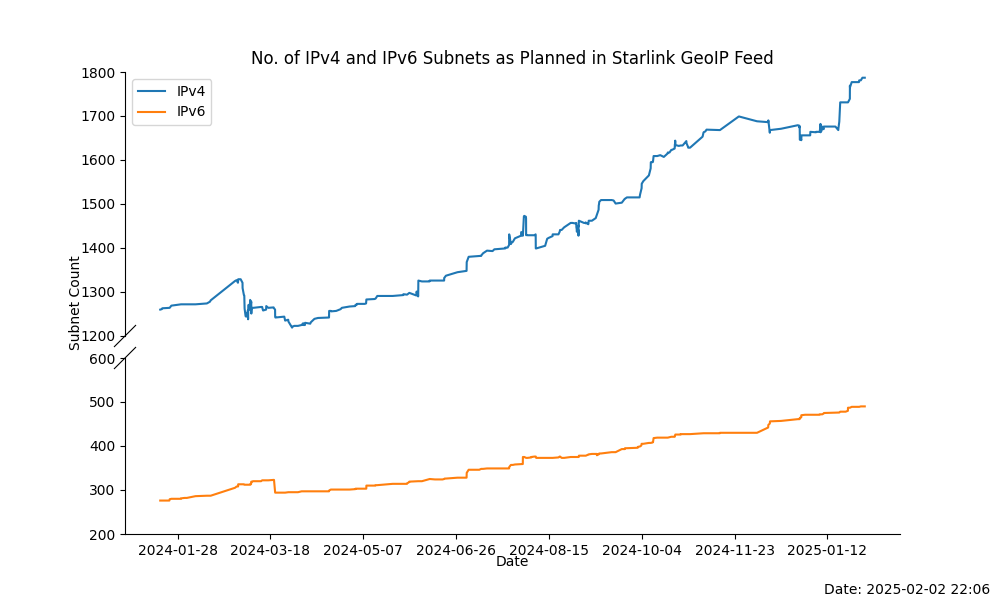 No. of IPv4 and IPv6 Subnets as Planned in Starlink GeoIP Feed
IPv4
IPv6
1800
1700
1600
1500
1400
1300
1200
600
500
400
300
200
Subnet Count
2024-01-28 2024-03-18 2024-05-07 2024-06-26 2024-08-15 2024-10-04 2024-11-23 2025-01-12
Date
Date: 2025-02-02 22:06